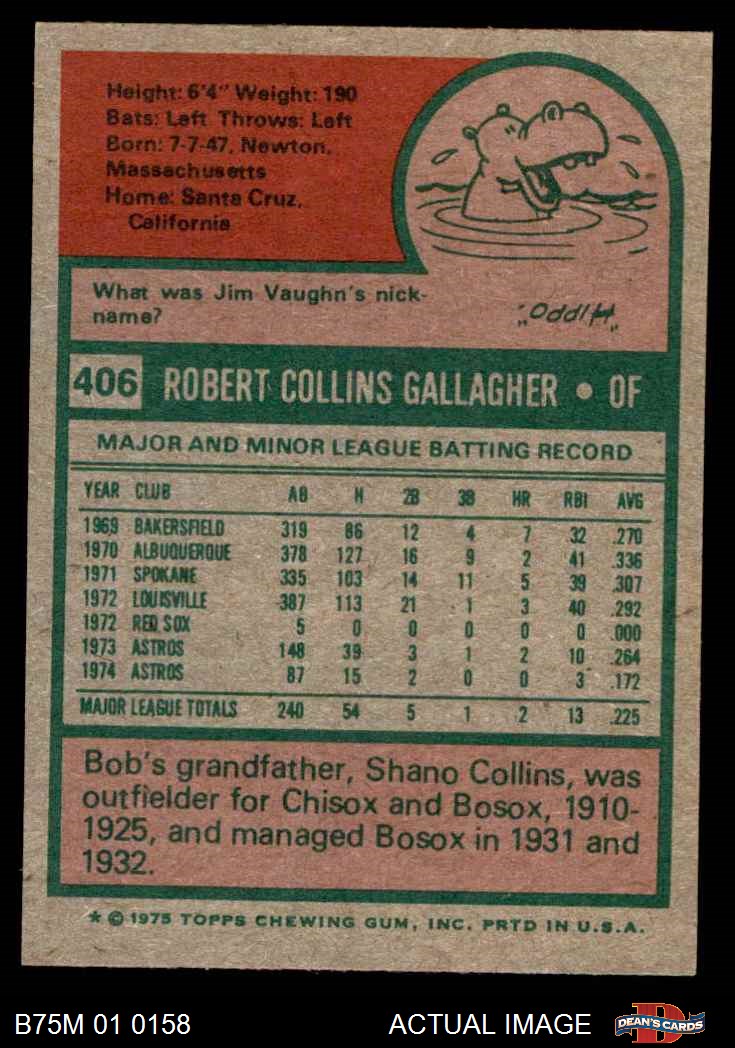 Height: 6'4" Weight: 190
Bats: Left Throws: Left
Born: 7-7-47, Newton,
Massachusetts
Home: Santa Cruz,
California
What was Jim Vaughn's nick-
name?
"Hippo"
406 ROBERT COLLINS GALLAGHER • OF
MAJOR AND MINOR LEAGUE BATTING RECORD
YEAR CLUB AB H 2B 3B HR RBI AVG
1969 BAKERSFIELD 319 86 12 4 7 32 .270
1970 ALBUQUERQUE 378 127 16 9 2 41 .336
1971 SPOKANE 335 103 14 11 5 39 .307
1972 LOUISVILLE 387 113 21 1 3 40 .292
1972 RED SOX 5 0 0 0 0 0 .000
1973 ASTROS 148 39 3 1 2 10 .264
1974 ASTROS 87 15 2 0 0 3 .172
MAJOR LEAGUE TOTALS 240 54 5 1 2 13 .225
Bob's grandfather, Shano Collins, was
outfielder for Chisox and Bosox, 1910-
1925, and managed Bosox in 1931 and
1932.
* © 1975 TOPPS CHEWING GUM, INC. PRTD IN U.S.A.
B75M 01 0158 ACTUAL IMAGE D DEAN'S CARDS